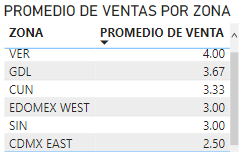 PROMEDIO DE VENTAS POR ZONA
ZONA PROMEDIO DE VENTA
VER 4.00
GDL 3.67
CUN 3.33
EDOMEX WEST 3.00
SIN 3.00
CDMX EAST 2.50